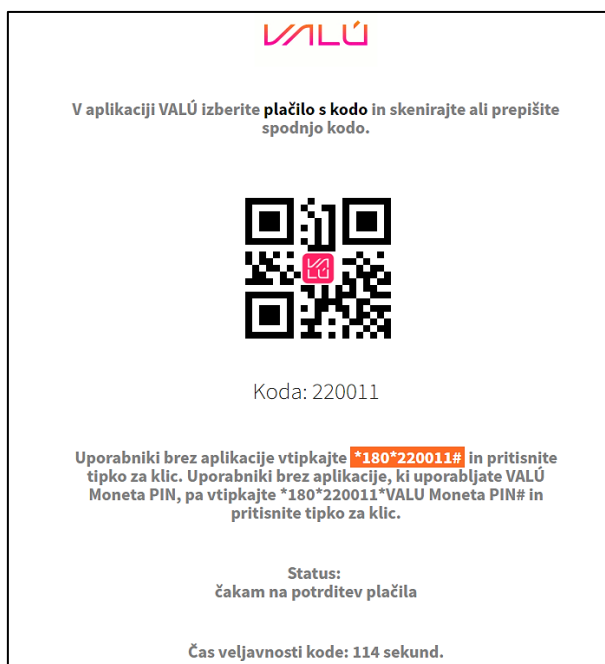 VALÚ
V aplikaciji VALÚ izberite plačilo s kodo in skenirajte ali prepišite
spodnjo kodo.
VALÚ
Koda: 220011
Uporabniki brez aplikacije vtipkajte *180*220011# in pritisnite
tipko za klic. Uporabniki brez aplikacije, ki uporabljate VALÚ
Moneta PIN, pa vtipkajte *180*220011*VALU Moneta PIN# in
pritisnite tipko za klic.
Status:
čakam na potrditev plačila
Čas veljavnosti kode: 114 sekund.